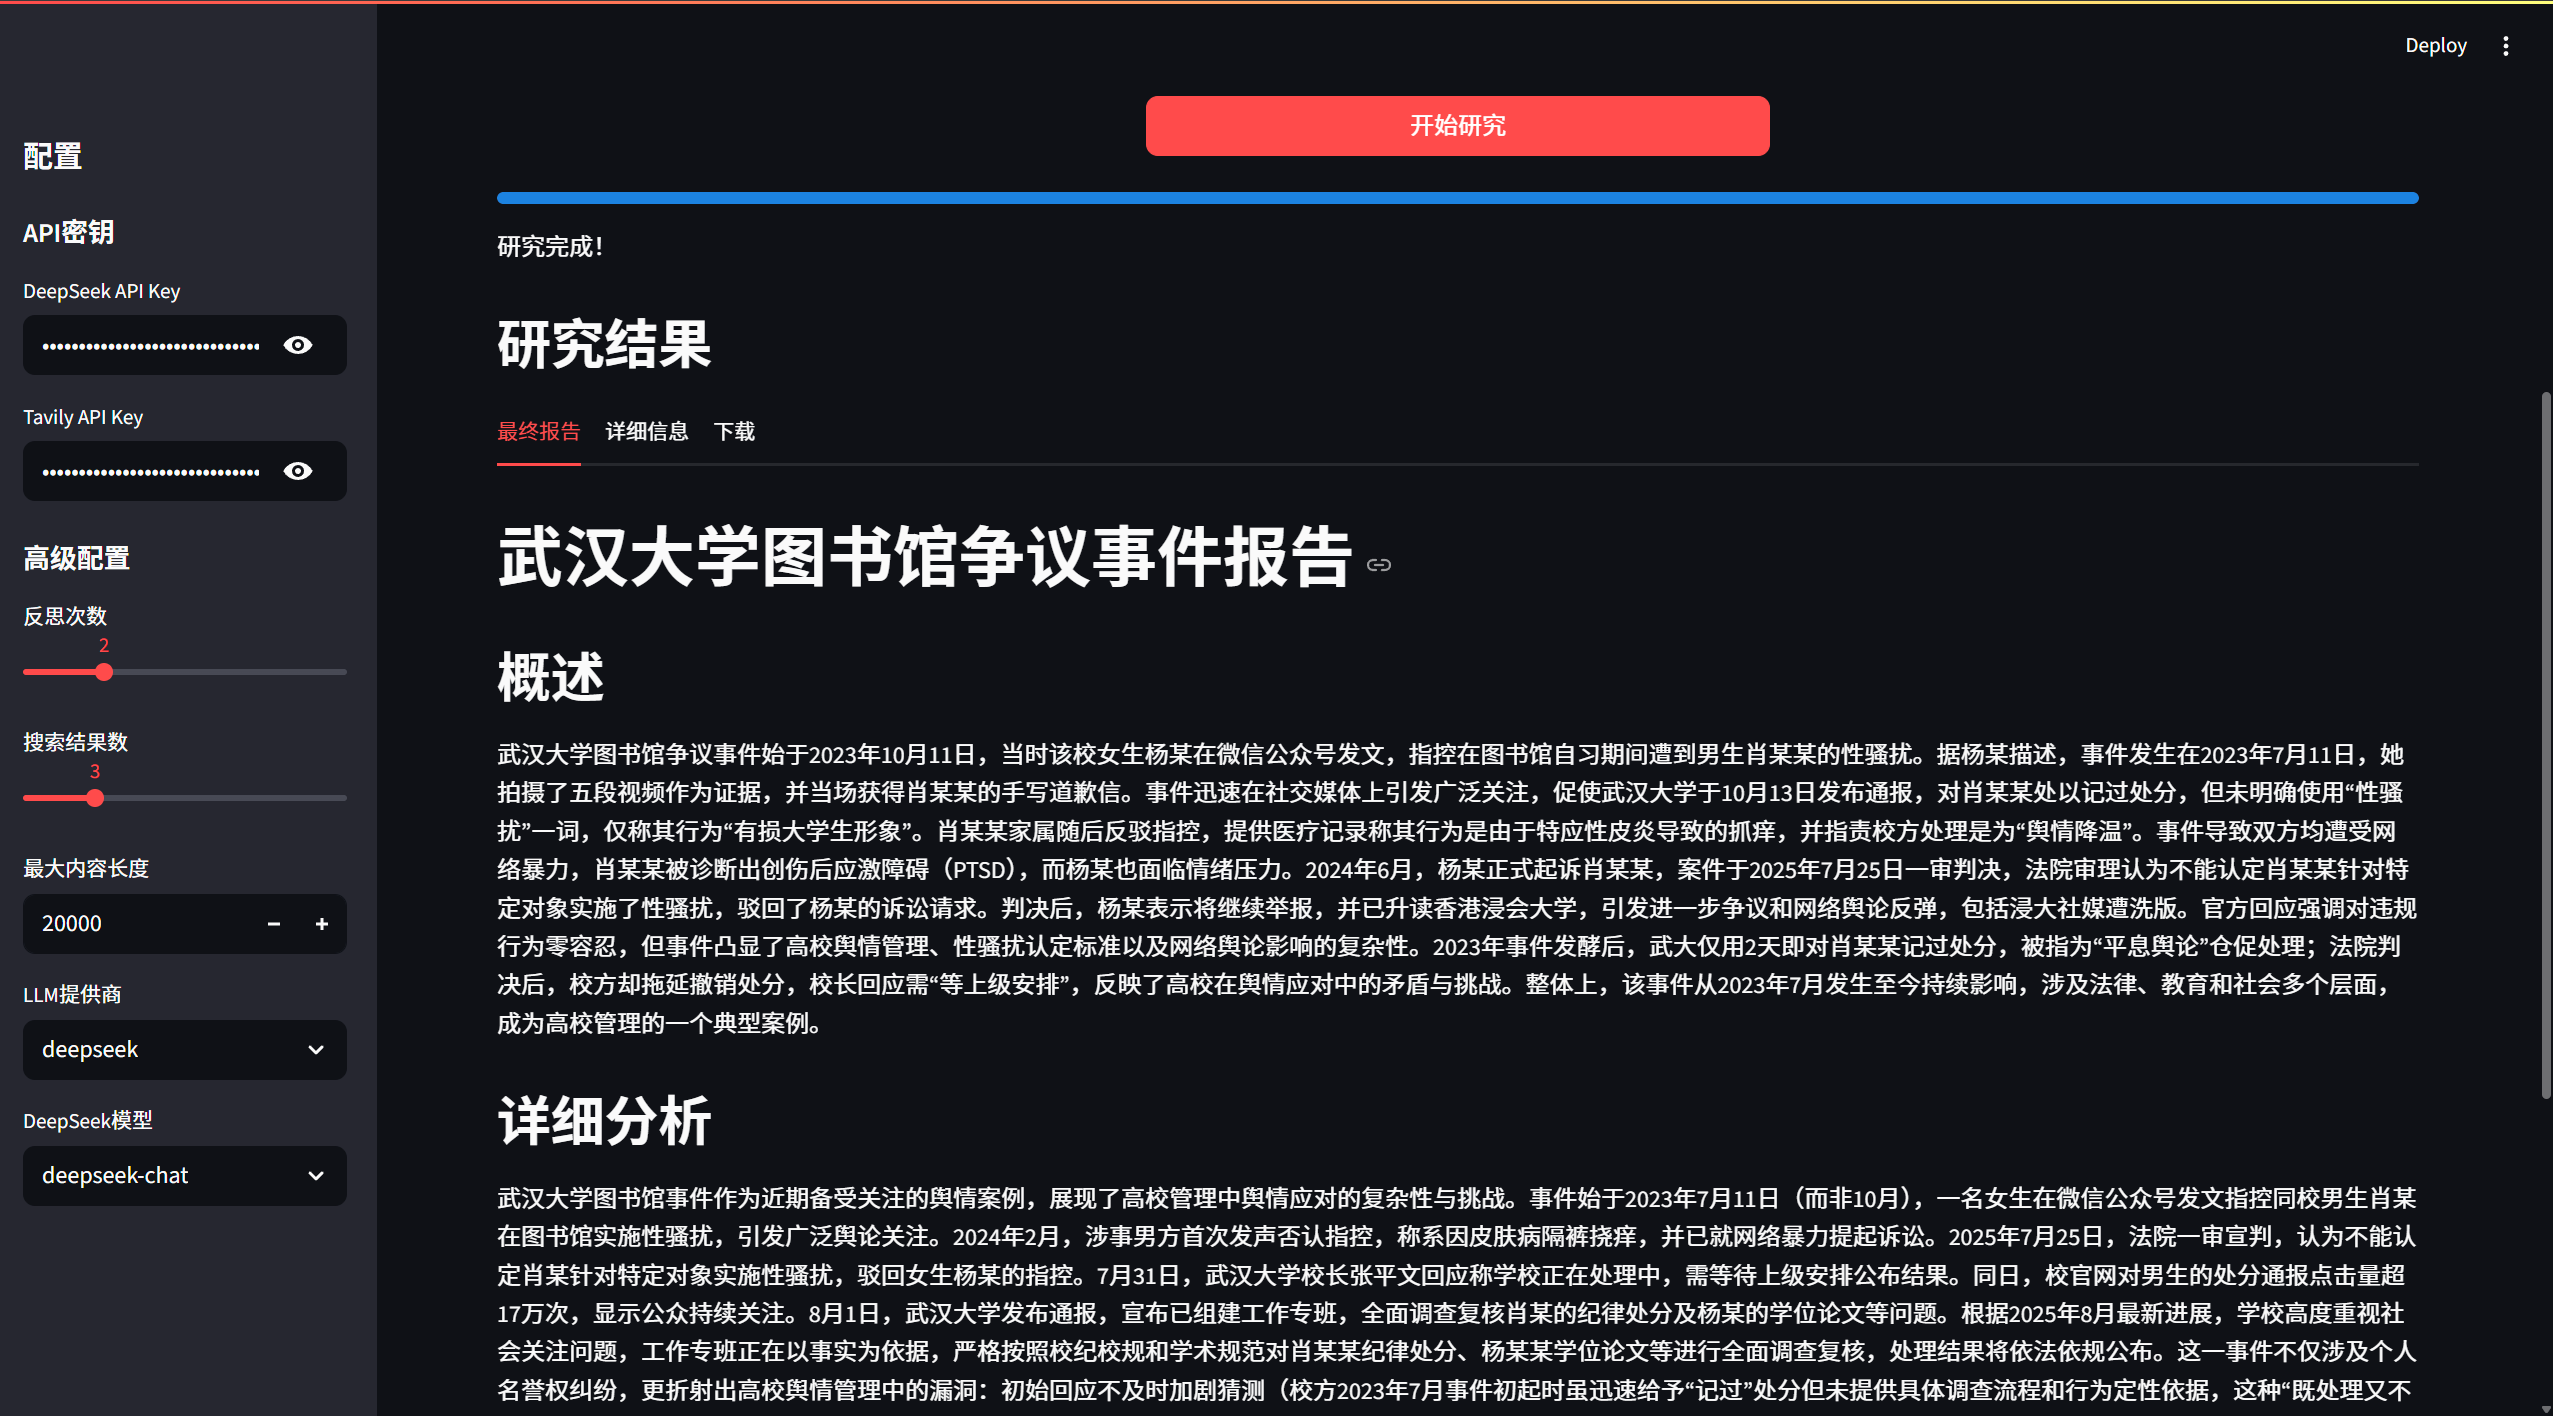 Deploy
配置
API密钥
DeepSeek API Key
Tavily API Key
高级配置
反思次数
2
搜索结果数
3
最大内容长度
20000
LLM提供商
deepseek
DeepSeek模型
deepseek-chat
开始研究
研究完成！
研究结果
最终报告 详细信息 下载
武汉大学图书馆争议事件报告
概述
武汉大学图书馆争议事件始于2023年10月11日，当时该校女生杨某在微信公众号发文，指控在图书馆自习期间遭到男生肖某某的性骚扰。据杨某描述，事件发生在2023年7月11日，她
拍摄了五段视频作为证据，并当场获得肖某某的手写道歉信。事件迅速在社交媒体上引发广泛关注，促使武汉大学于10月13日发布通报，对肖某某处以记过处分，但未明确使用“性骚
扰”一词，仅称其行为“有损大学生形象”。肖某某家属随后反驳指控，提供医疗记录称其行为是由于特应性皮炎导致的抓痒，并指责校方处理是为“舆情降温”。事件导致双方均遭受网
络暴力，肖某某被诊断出创伤后应激障碍（PTSD），而杨某也面临情绪压力。2024年6月，杨某正式起诉肖某某，案件于2025年7月25日一审判决，法院审理认为不能认定肖某某针对特
定对象实施了性骚扰，驳回了杨某的诉讼请求。判决后，杨某表示将继续举报，并已升读香港浸会大学，引发进一步争议和网络舆论反弹，包括浸大社媒遭洗版。官方回应强调对违规
行为零容忍，但事件凸显了高校舆情管理、性骚扰认定标准以及网络舆论影响的复杂性。2023年事件发酵后，武大仅用2天即对肖某某记过处分，被指为“平息舆论”仓促处理；法院判
决后，校方却拖延撤销处分，校长回应需“等上级安排”，反映了高校在舆情应对中的矛盾与挑战。整体上，该事件从2023年7月发生至今持续影响，涉及法律、教育和社会多个层面，
成为高校管理的一个典型案例。
详细分析
武汉大学图书馆事件作为近期备受关注的舆情案例，展现了高校管理中舆情应对的复杂性与挑战。事件始于2023年7月11日（而非10月），一名女生在微信公众号发文指控同校男生肖某
在图书馆实施性骚扰，引发广泛舆论关注。2024年2月，涉事男方首次发声否认指控，称系因皮肤病隔裤挠痒，并已就网络暴力提起诉讼。2025年7月25日，法院一审宣判，认为不能认
定肖某针对特定对象实施性骚扰，驳回女生杨某的指控。7月31日，武汉大学校长张平文回应称学校正在处理中，需等待上级安排公布结果。同日，校官网对男生的处分通报点击量超
17万次，显示公众持续关注。8月1日，武汉大学发布通报，宣布已组建工作专班，全面调查复核肖某的纪律处分及杨某的学位论文等问题。根据2025年8月最新进展，学校高度重视社
会关注问题，工作专班正在以事实为依据，严格按照校纪校规和学术规范对肖某某纪律处分、杨某某学位论文等进行全面调查复核，处理结果将依法依规公布。这一事件不仅涉及个人
名誉权纠纷，更折射出高校舆情管理中的漏洞：初始回应不及时加剧猜测（校方2023年7月事件初起时虽迅速给予“记过”处分但未提供具体调查流程和行为定性依据，这种“既处理又不